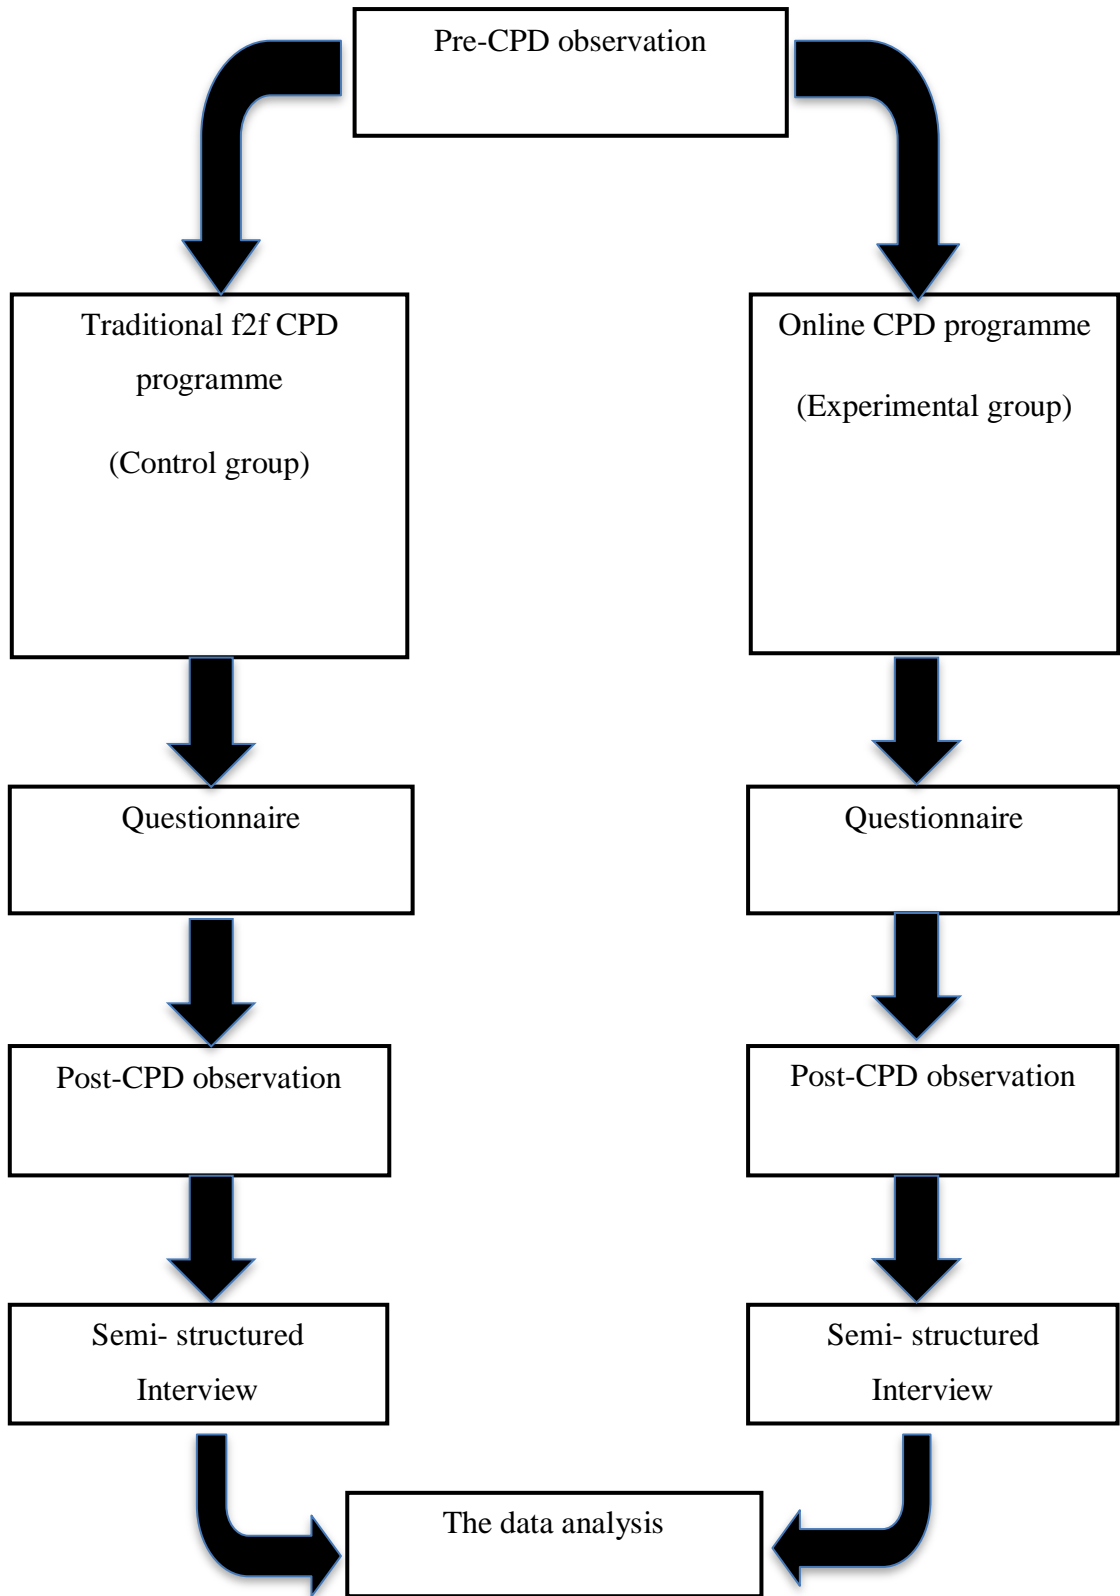 Pre-CPD observation
Traditional f2f CPD
programme
(Control group)
Online CPD programme
(Experimental group)
Questionnaire
Questionnaire
Post-CPD observation
Post-CPD observation
Semi- structured
Interview
Semi- structured
Interview
The data analysis